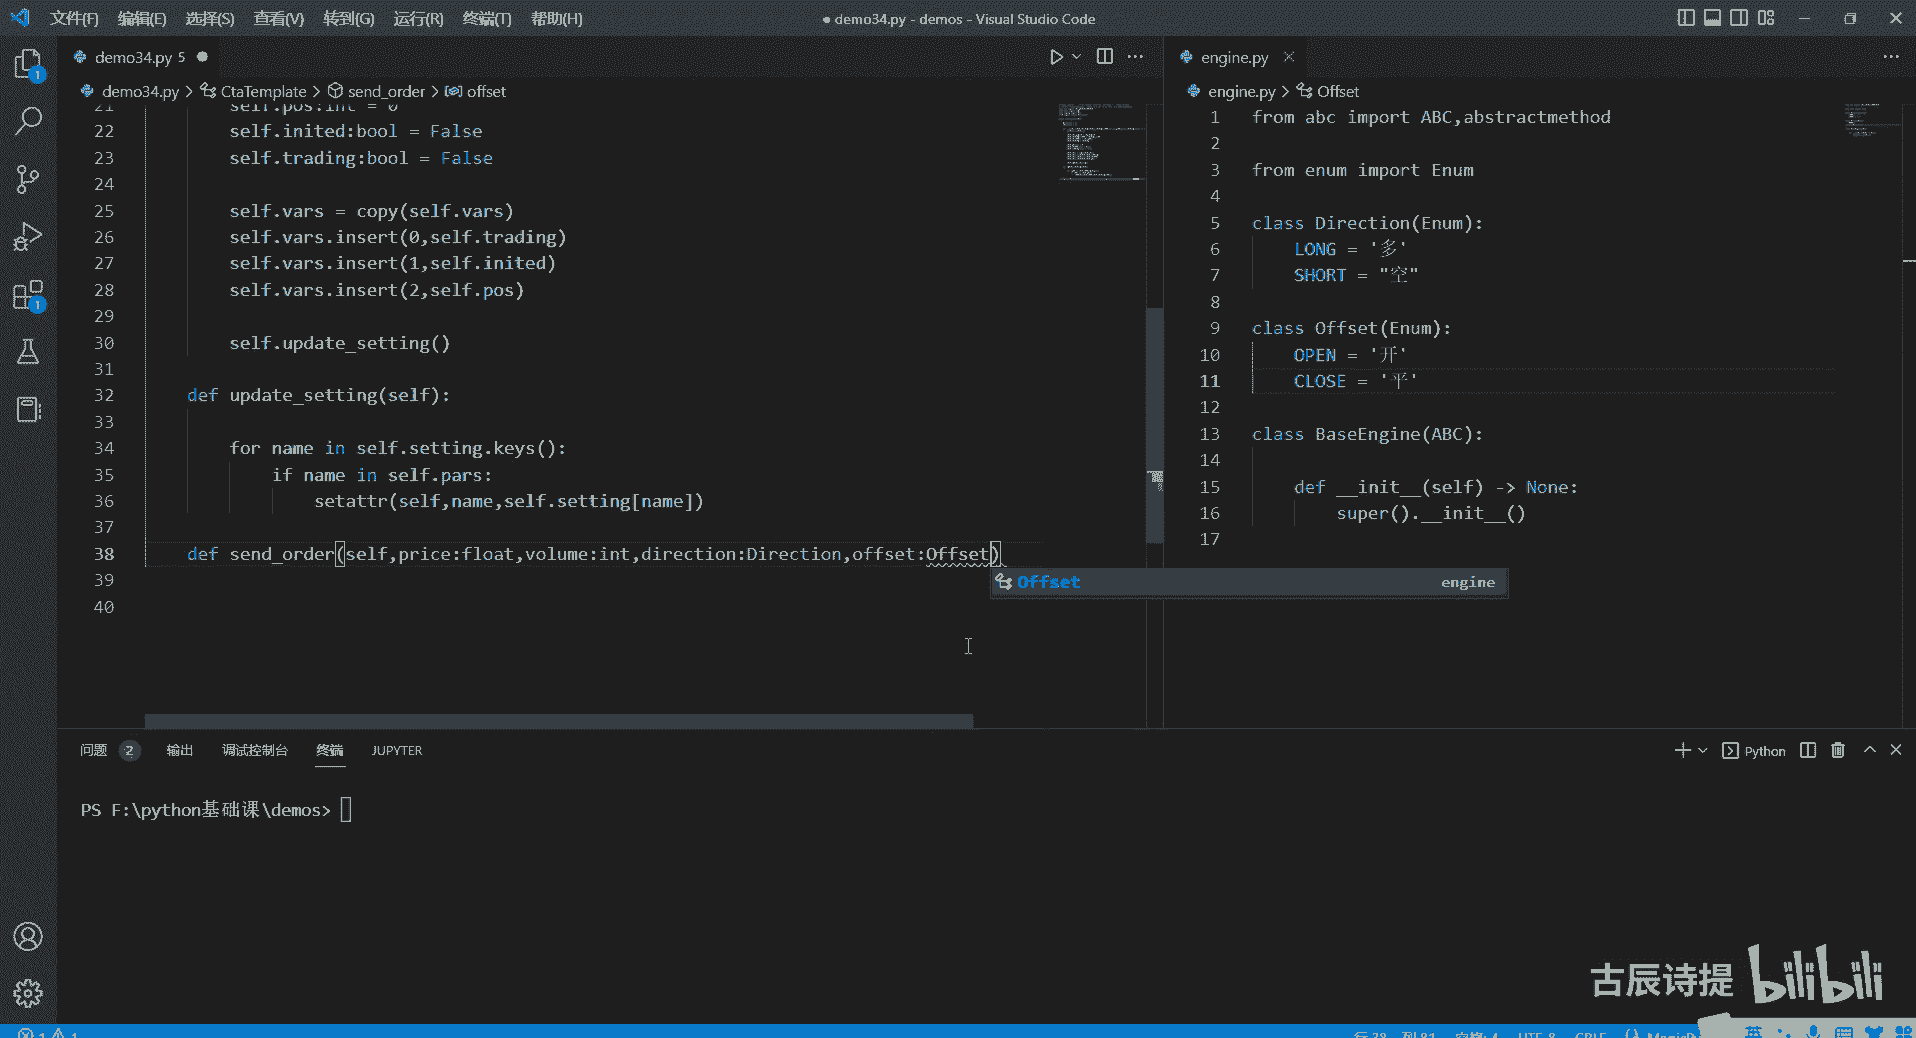 文件(F) 编辑(E) 选择(S) 查看(V) 转到(G) 运行(R) 终端(T) 帮助(H)
● demo34.py - demos - Visual Studio Code
demo34.py 5 ●
demo34.py > CtaTemplate > send_order > offset
21 self.pos:int = 0
22 self.inited:bool = False
23 self.trading:bool = False
24
25 self.vars = copy(self.vars)
26 self.vars.insert(0,self.trading)
27 self.vars.insert(1,self.inited)
28 self.vars.insert(2,self.pos)
29
30 self.update_setting()
31
32 def update_setting(self):
33
34 for name in self.setting.keys():
35 if name in self.pars:
36 setattr(self,name,self.setting[name])
37
38 def send_order(self,price:float,volume:int,direction:Direction,offset:Offset)
39
40
Offset engine
engine.py
engine.py > Offset
1 from abc import ABC,abstractmethod
2
3 from enum import Enum
4
5 class Direction(Enum):
6 LONG = '多'
7 SHORT = "空"
8
9 class Offset(Enum):
10 OPEN = '开'
11 CLOSE = '平'
12
13 class BaseEngine(ABC):
14
15 def __init__(self) -> None:
16 super().__init__()
17
问题 2 输出 调试控制台 终端 JUPYTER
Python
PS F:\python基础课\demos>
古辰诗提 bilibili
1 1
1
1
行 38, 列 81 空格: 4 UTF-8 CRLF
英